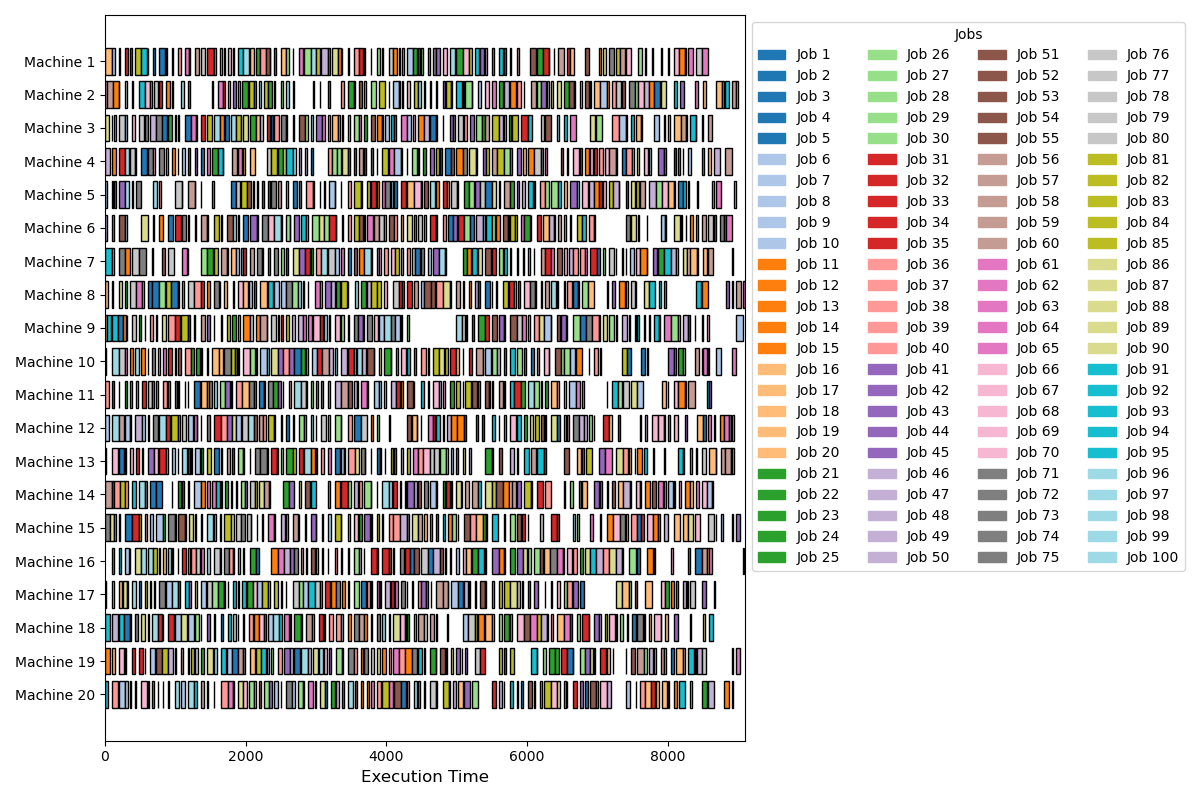 Machine 1
Machine 2
Machine 3
Machine 4
Machine 5
Machine 6
Machine 7
Machine 8
Machine 9
Machine 10
Machine 11
Machine 12
Machine 13
Machine 14
Machine 15
Machine 16
Machine 17
Machine 18
Machine 19
Machine 20
0 2000 4000 6000 8000
Execution Time
Jobs
Job 1 Job 26 Job 51 Job 76
Job 2 Job 27 Job 52 Job 77
Job 3 Job 28 Job 53 Job 78
Job 4 Job 29 Job 54 Job 79
Job 5 Job 30 Job 55 Job 80
Job 6 Job 31 Job 56 Job 81
Job 7 Job 32 Job 57 Job 82
Job 8 Job 33 Job 58 Job 83
Job 9 Job 34 Job 59 Job 84
Job 10 Job 35 Job 60 Job 85
Job 11 Job 36 Job 61 Job 86
Job 12 Job 37 Job 62 Job 87
Job 13 Job 38 Job 63 Job 88
Job 14 Job 39 Job 64 Job 89
Job 15 Job 40 Job 65 Job 90
Job 16 Job 41 Job 66 Job 91
Job 17 Job 42 Job 67 Job 92
Job 18 Job 43 Job 68 Job 93
Job 19 Job 44 Job 69 Job 94
Job 20 Job 45 Job 70 Job 95
Job 21 Job 46 Job 71 Job 96
Job 22 Job 47 Job 72 Job 97
Job 23 Job 48 Job 73 Job 98
Job 24 Job 49 Job 74 Job 99
Job 25 Job 50 Job 75 Job 100